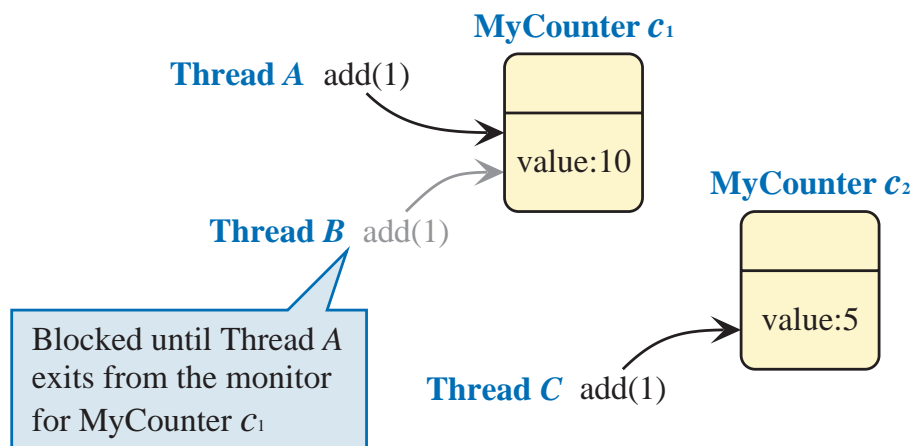 MyCounter c₁
Thread A add(1)
value:10
MyCounter c₂
Thread B add(1)
value:5
Blocked until Thread A
exits from the monitor
for MyCounter c₁
Thread C add(1)